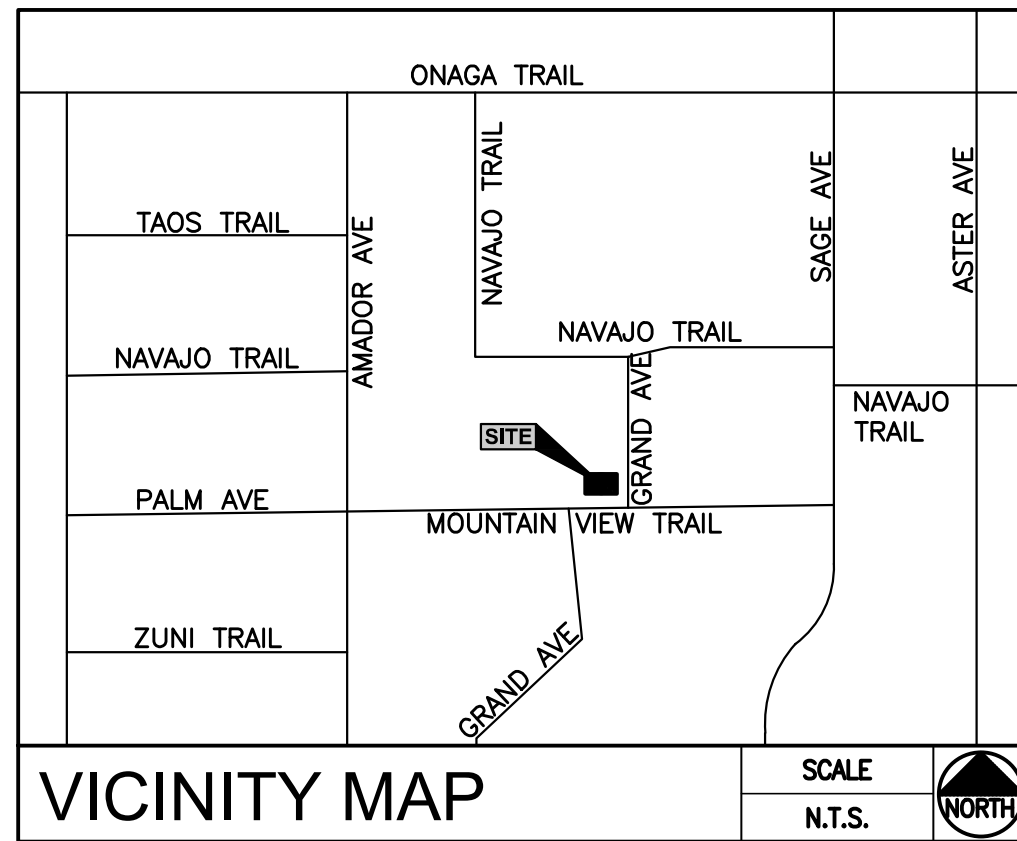 ONAGA TRAIL
NAVAJO TRAIL
SAGE AVE
ASTER AVE
TAOS TRAIL
AMADOR AVE
NAVAJO TRAIL
NAVAJO TRAIL
GRAND AVE
NAVAJO
TRAIL
SITE
PALM AVE
MOUNTAIN VIEW TRAIL
ZUNI TRAIL
GRAND AVE
VICINITY MAP
SCALE
N.T.S.
NORTH